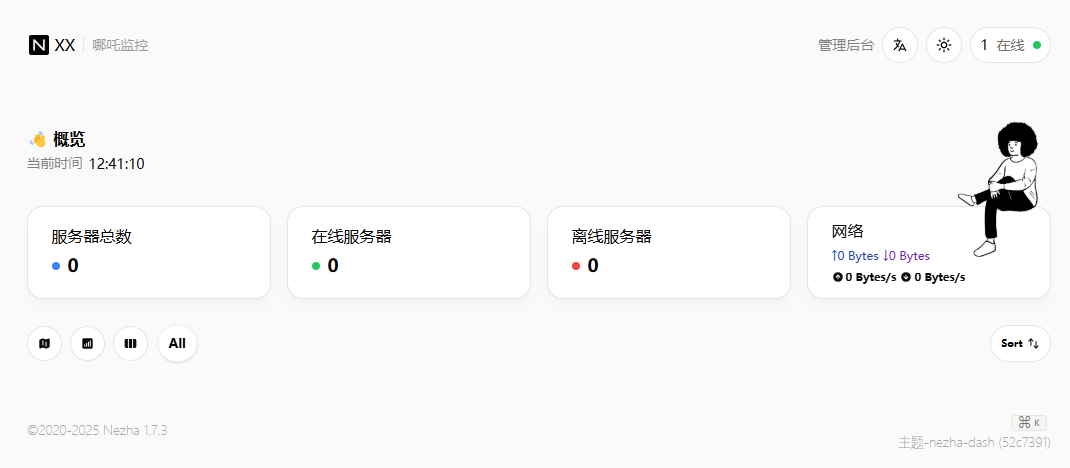 N XX 哪吒监控 管理后台 1 在线
👋 概览
当前时间 12:41:10
服务器总数 在线服务器 离线服务器 网络
0 0 0 ↑0 Bytes ↓0 Bytes
0 Bytes/s 0 Bytes/s
All Sort ↑↓
©2020-2025 Nezha 1.7.3 ⌘ K
主题-nezha-dash (52c7391)